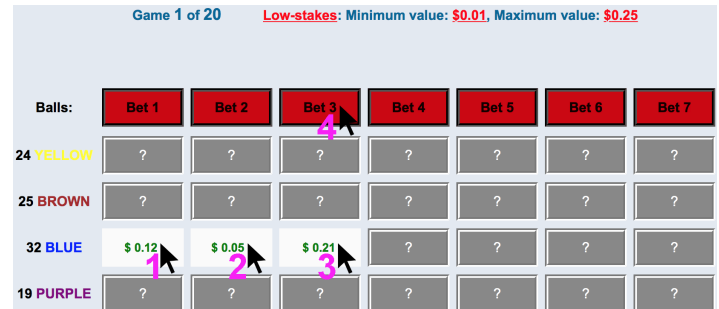 Game 1 of 20 Low-stakes: Minimum value: $0.01, Maximum value: $0.25
Balls: Bet 1 Bet 2 Bet 3 Bet 4 Bet 5 Bet 6 Bet 7
4
24 YELLOW ? ? ? ? ? ? ?
25 BROWN ? ? ? ? ? ? ?
32 BLUE $ 0.12 $ 0.05 $ 0.21 ? ? ? ?
1 2 3
19 PURPLE ? ? ? ? ? ? ?